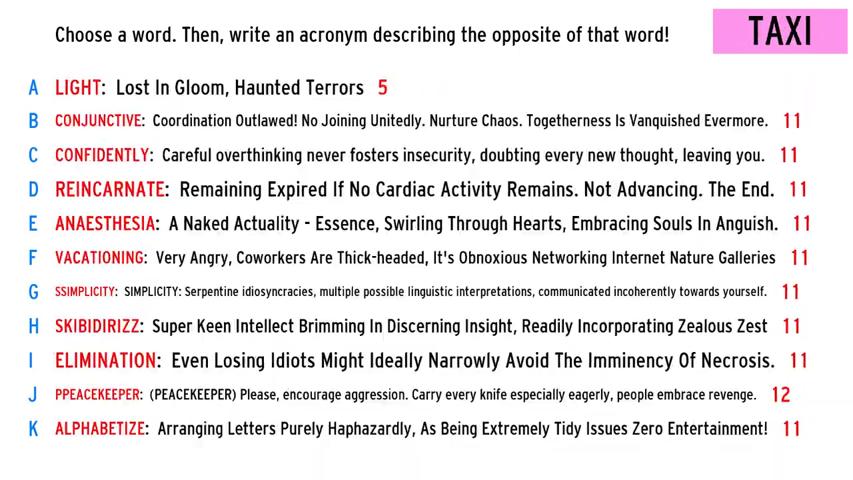 Choose a word. Then, write an acronym describing the opposite of that word!
TAXI
A LIGHT: Lost In Gloom, Haunted Terrors 5
B CONJUNCTIVE: Coordination Outlawed! No Joining Unitedly. Nurture Chaos. Togetherness Is Vanquished Evermore. 11
C CONFIDENTLY: Careful overthinking never fosters insecurity, doubting every new thought, leaving you. 11
D REINCARNATE: Remaining Expired If No Cardiac Activity Remains. Not Advancing. The End. 11
E ANAESTHESIA: A Naked Actuality - Essence, Swirling Through Hearts, Embracing Souls In Anguish. 11
F VACATIONING: Very Angry, Coworkers Are Thick-headed, It's Obnoxious Networking Internet Nature Galleries 11
G SSIMPLICITY: SIMPLICITY: Serpentine idiosyncracies, multiple possible linguistic interpretations, communicated incoherently towards yourself. 11
H SKIBIDIRIZZ: Super Keen Intellect Brimming In Discerning Insight, Readily Incorporating Zealous Zest 11
I ELIMINATION: Even Losing Idiots Might Ideally Narrowly Avoid The Imminency Of Necrosis. 11
J PPEACEKEEPER: (PEACEKEEPER) Please, encourage aggression. Carry every knife especially eagerly, people embrace revenge. 12
K ALPHABETIZE: Arranging Letters Purely Haphazardly, As Being Extremely Tidy Issues Zero Entertainment! 11